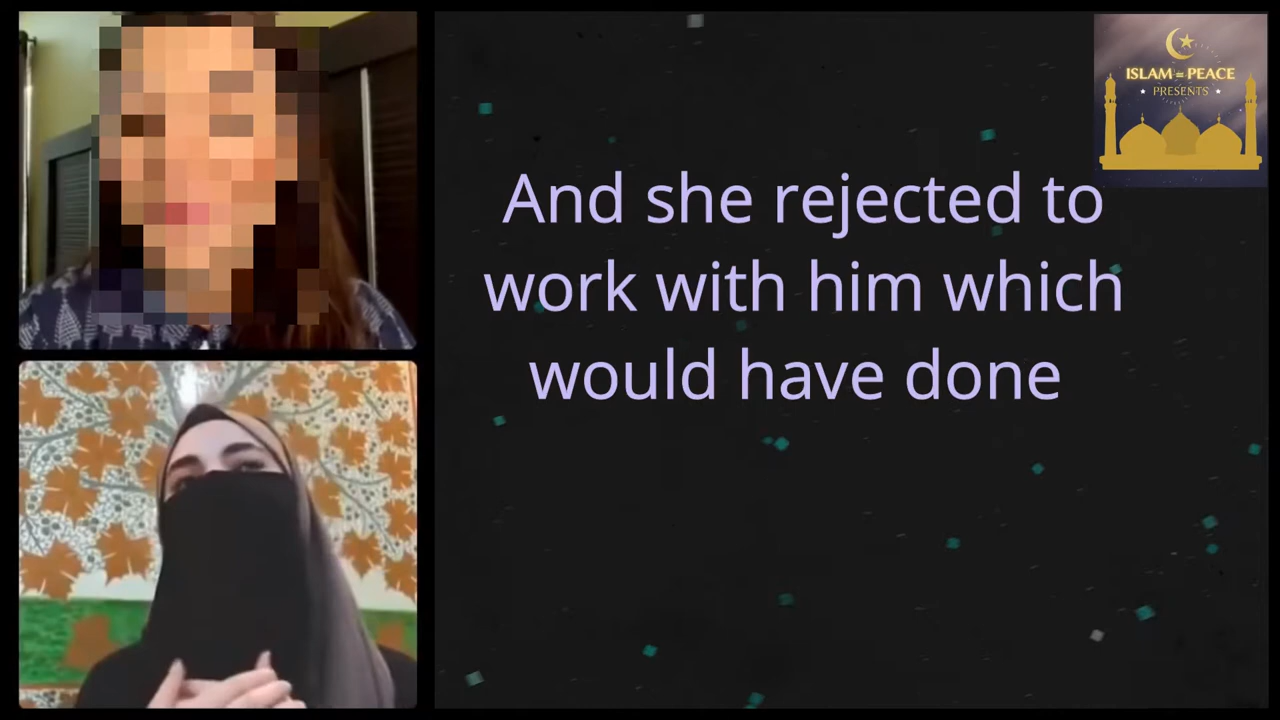 And she rejected to
work with him which
would have done
ISLAM = PEACE
PRESENTS